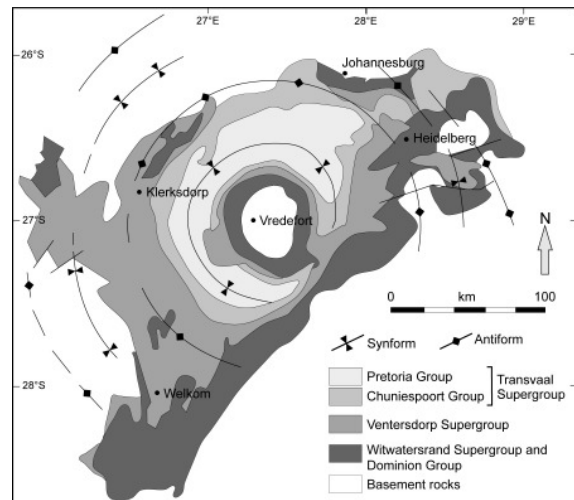 27°E
28°E
29°E
26°S
Johannesburg
Heidelberg
Klerksdorp
27°S
Vredefort
N
0
100
km
Synform
Antiform
28°S
Welkom
Pretoria Group
Chuniespoort Group
Transvaal
Supergroup
Ventersdorp Supergroup
Witwatersrand Supergroup and
Dominion Group
Basement rocks